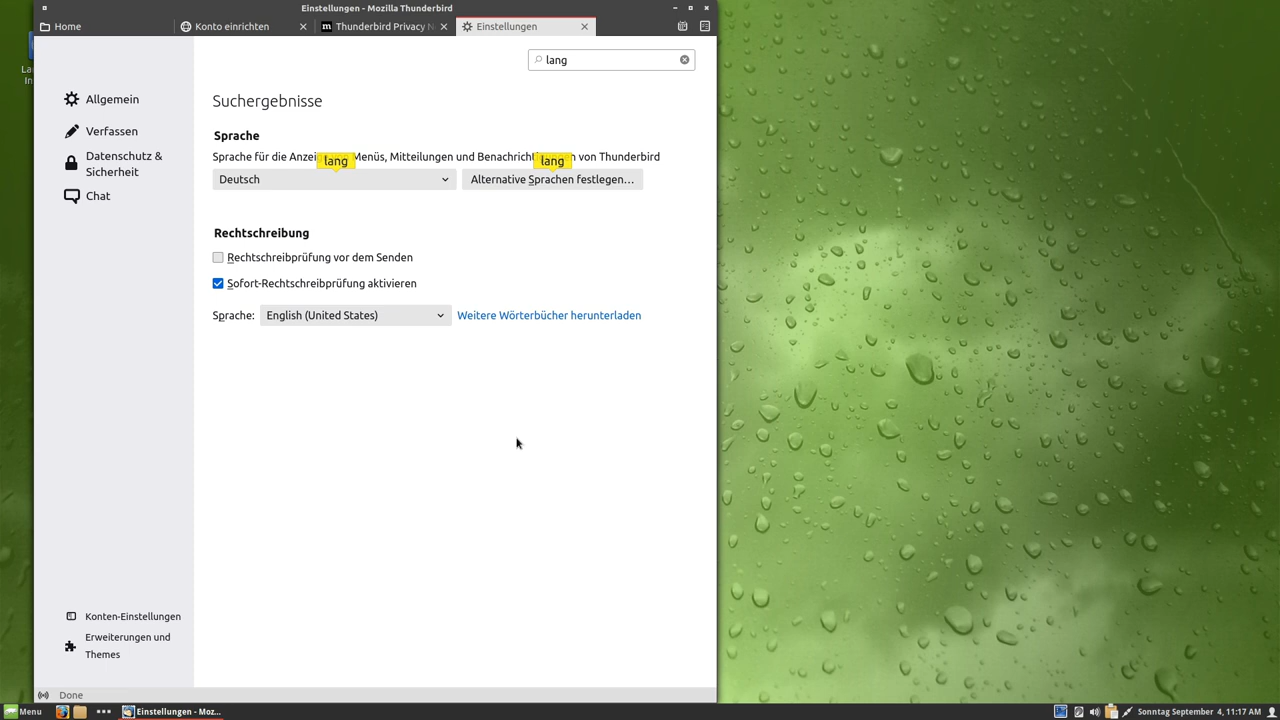 Einstellungen - Mozilla Thunderbird
Home
Konto einrichten
Thunderbird Privacy N
Einstellungen
lang
Allgemein
Verfassen
Datenschutz &
Sicherheit
Chat
Suchergebnisse
Sprache
Sprache für die Menüs, Mitteilungen und von Thunderbird
lang
lang
Deutsch
Alternative Sprachen festlegen...
Rechtschreibung
Rechtschreibprüfung vor dem Senden
Sofort-Rechtschreibprüfung aktivieren
Sprache:
English (United States)
Weitere Wörterbücher herunterladen
Konten-Einstellungen
Erweiterungen und
Themes
Done
Menu
Einstellungen - Moz...
Sonntag September 4, 11:17 AM